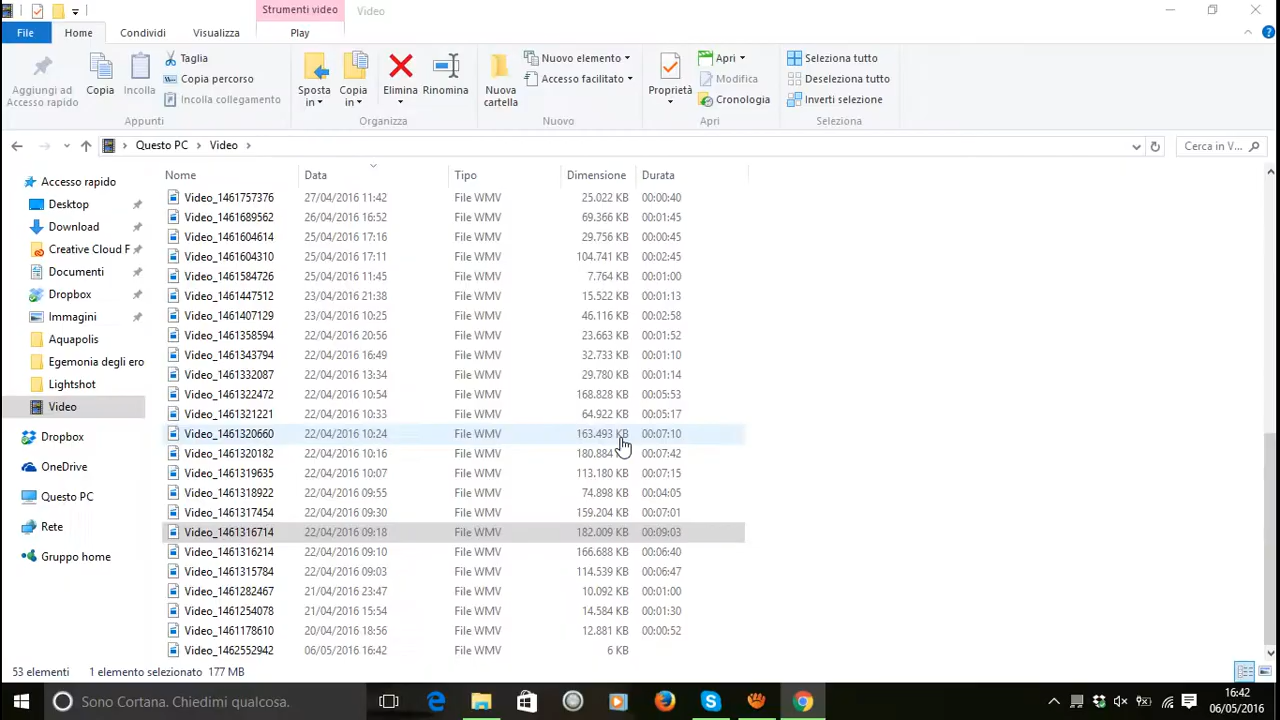 Strumenti video Video
File Home Condividi Visualizza Play
Aggiungi ad Accesso rapido Copia Incolla Taglia Copia percorso Incolla collegamento
Sposta in Copia in Elimina Rinomina
Nuova cartella Nuovo elemento Accesso facilitato
Proprietà Apri Modifica Cronologia
Seleziona tutto Deseleziona tutto Inverti selezione
Appunti Organizza Nuovo Apri Seleziona
Questo PC Video Cerca in V...
Accesso rapido
Desktop
Download
Creative Cloud F
Documenti
Dropbox
Immagini
Aquapolis
Egemonia degli ero
Lightshot
Video
Dropbox
OneDrive
Questo PC
Rete
Gruppo home
Nome Data Tipo Dimensione Durata
Video_1461757376 27/04/2016 11:42 File WMV 25.022 KB 00:00:40
Video_1461689562 26/04/2016 16:52 File WMV 69.366 KB 00:01:45
Video_1461604614 25/04/2016 17:16 File WMV 29.756 KB 00:00:45
Video_1461604310 25/04/2016 17:11 File WMV 104.741 KB 00:02:45
Video_1461584726 25/04/2016 11:45 File WMV 7.764 KB 00:01:00
Video_1461447512 23/04/2016 21:38 File WMV 15.522 KB 00:01:13
Video_1461407129 23/04/2016 10:25 File WMV 46.116 KB 00:02:58
Video_1461358594 22/04/2016 20:56 File WMV 23.663 KB 00:01:52
Video_1461343794 22/04/2016 16:49 File WMV 32.733 KB 00:01:10
Video_1461332087 22/04/2016 13:34 File WMV 29.780 KB 00:01:14
Video_1461322472 22/04/2016 10:54 File WMV 168.828 KB 00:05:53
Video_1461321221 22/04/2016 10:33 File WMV 64.922 KB 00:05:17
Video_1461320660 22/04/2016 10:24 File WMV 163.493 KB 00:07:10
Video_1461320182 22/04/2016 10:16 File WMV 180.884 00:07:42
Video_1461319635 22/04/2016 10:07 File WMV 113.180 KB 00:07:15
Video_1461318922 22/04/2016 09:55 File WMV 74.898 KB 00:04:05
Video_1461317454 22/04/2016 09:30 File WMV 159.204 KB 00:07:01
Video_1461316714 22/04/2016 09:18 File WMV 182.009 KB 00:09:03
Video_1461316214 22/04/2016 09:10 File WMV 166.688 KB 00:06:40
Video_1461315784 22/04/2016 09:03 File WMV 114.539 KB 00:06:47
Video_1461282467 21/04/2016 23:47 File WMV 10.092 KB 00:01:00
Video_1461254078 21/04/2016 15:54 File WMV 14.584 KB 00:01:30
Video_1461178610 20/04/2016 18:56 File WMV 12.881 KB 00:00:52
Video_1462552942 06/05/2016 16:42 File WMV 6 KB
53 elementi 1 elemento selezionato 177 MB
Sono Cortana. Chiedimi qualcosa. 16:42
06/05/2016